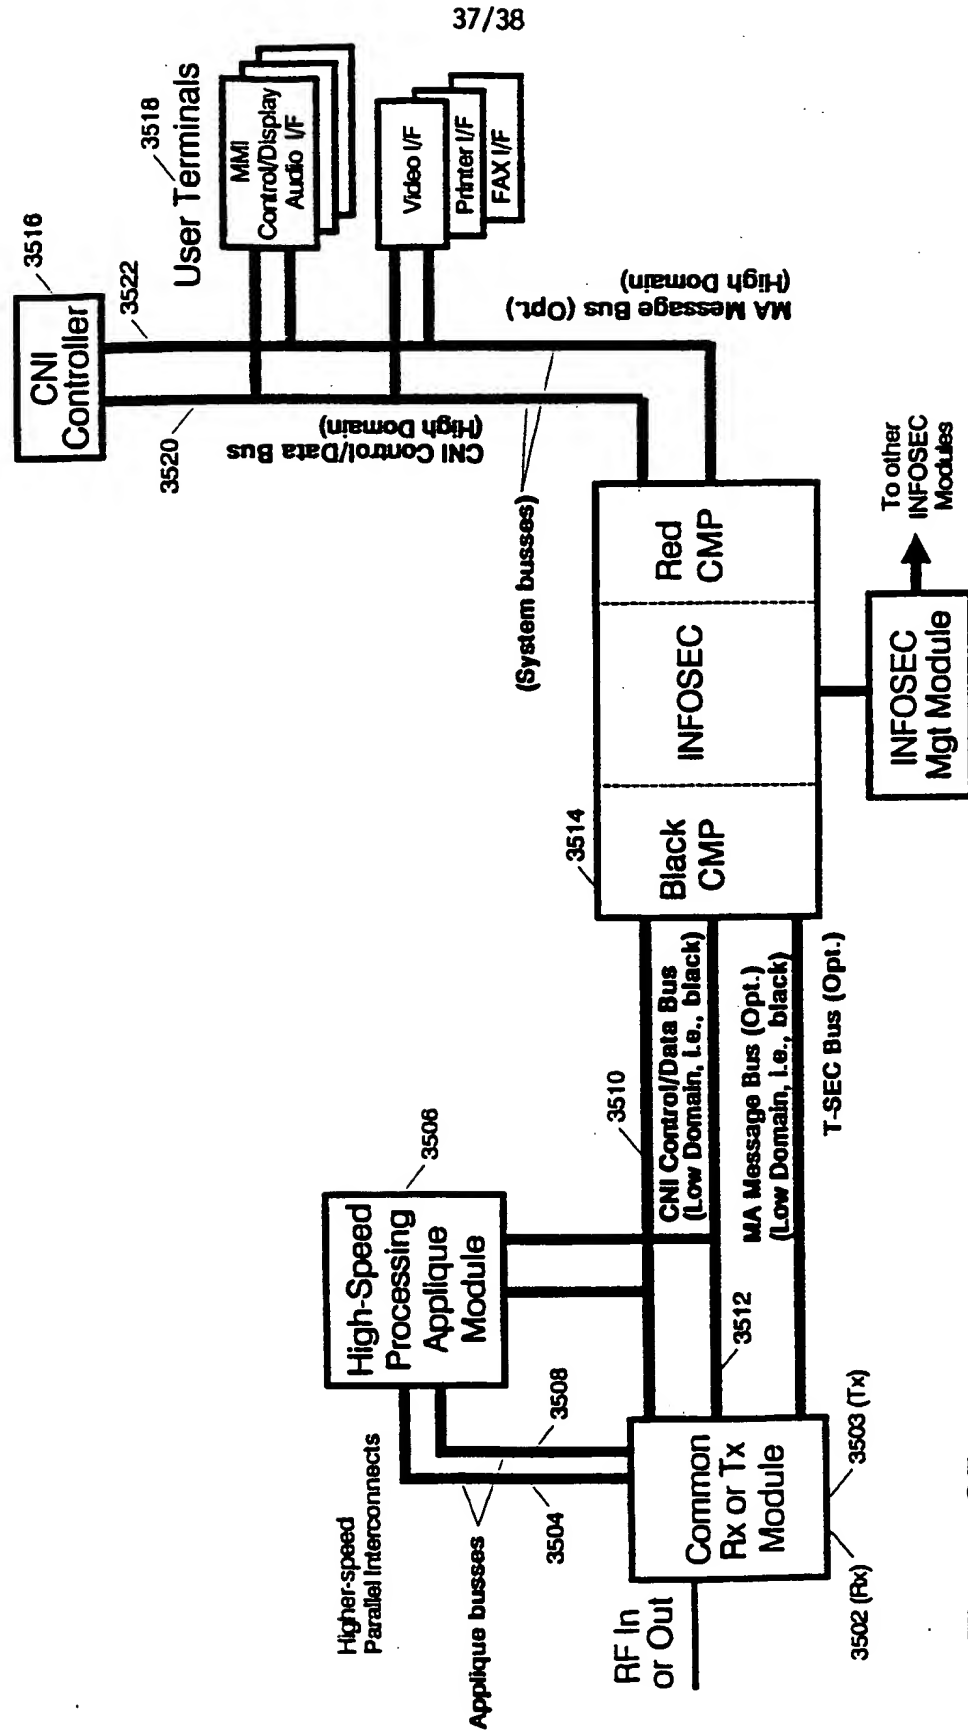 37/38
3516
CNI
Controller
3522
3518
User Terminals
MMI
Control/Display
Audio I/F
Video I/F
Printer I/F
FAX I/F
3520
CNI Control/Data Bus
(High Domain)
MA Message Bus (Opt.)
(High Domain)
(System busses)
3514
Black
CMP
INFOSEC
Red
CMP
INFOSEC
Mgt Module
To other
INFOSEC
Modules
3510
CNI Control/Data Bus
(Low Domain, i.e., black)
MA Message Bus (Opt.)
(Low Domain, i.e., black)
T-SEC Bus (Opt.)
3506
High-Speed
Processing
Applique
Module
3512
Higher-speed
Parallel Interconnects
Applique busses
3508
3504
Common
Rx or Tx
Module
RF In
or Out
3502 (Rx)
3503 (Tx)